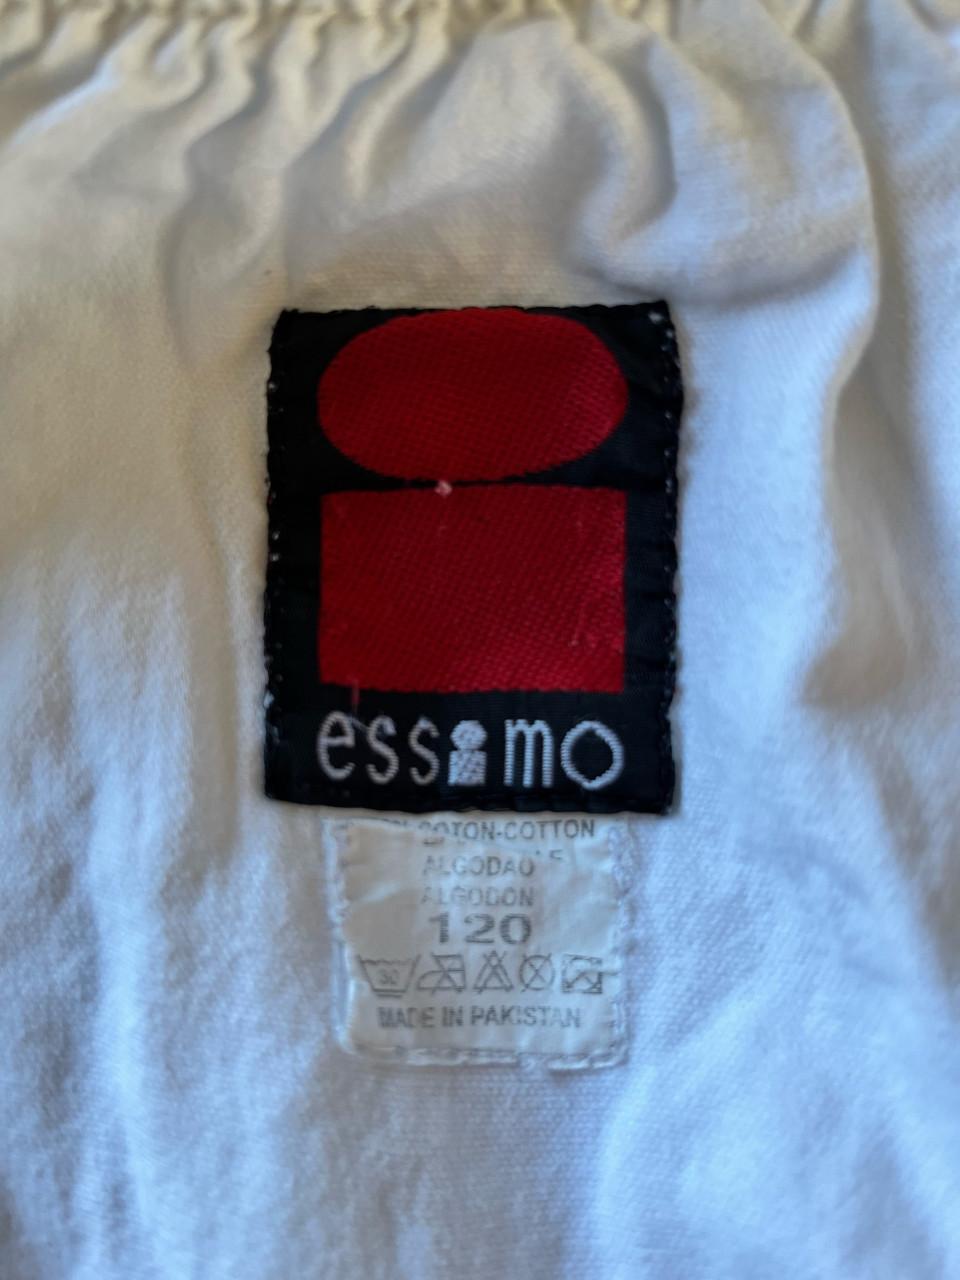 essimo
COTON-COTTON
ALGODAO
ALGODON
120
30
MADE IN PAKISTAN